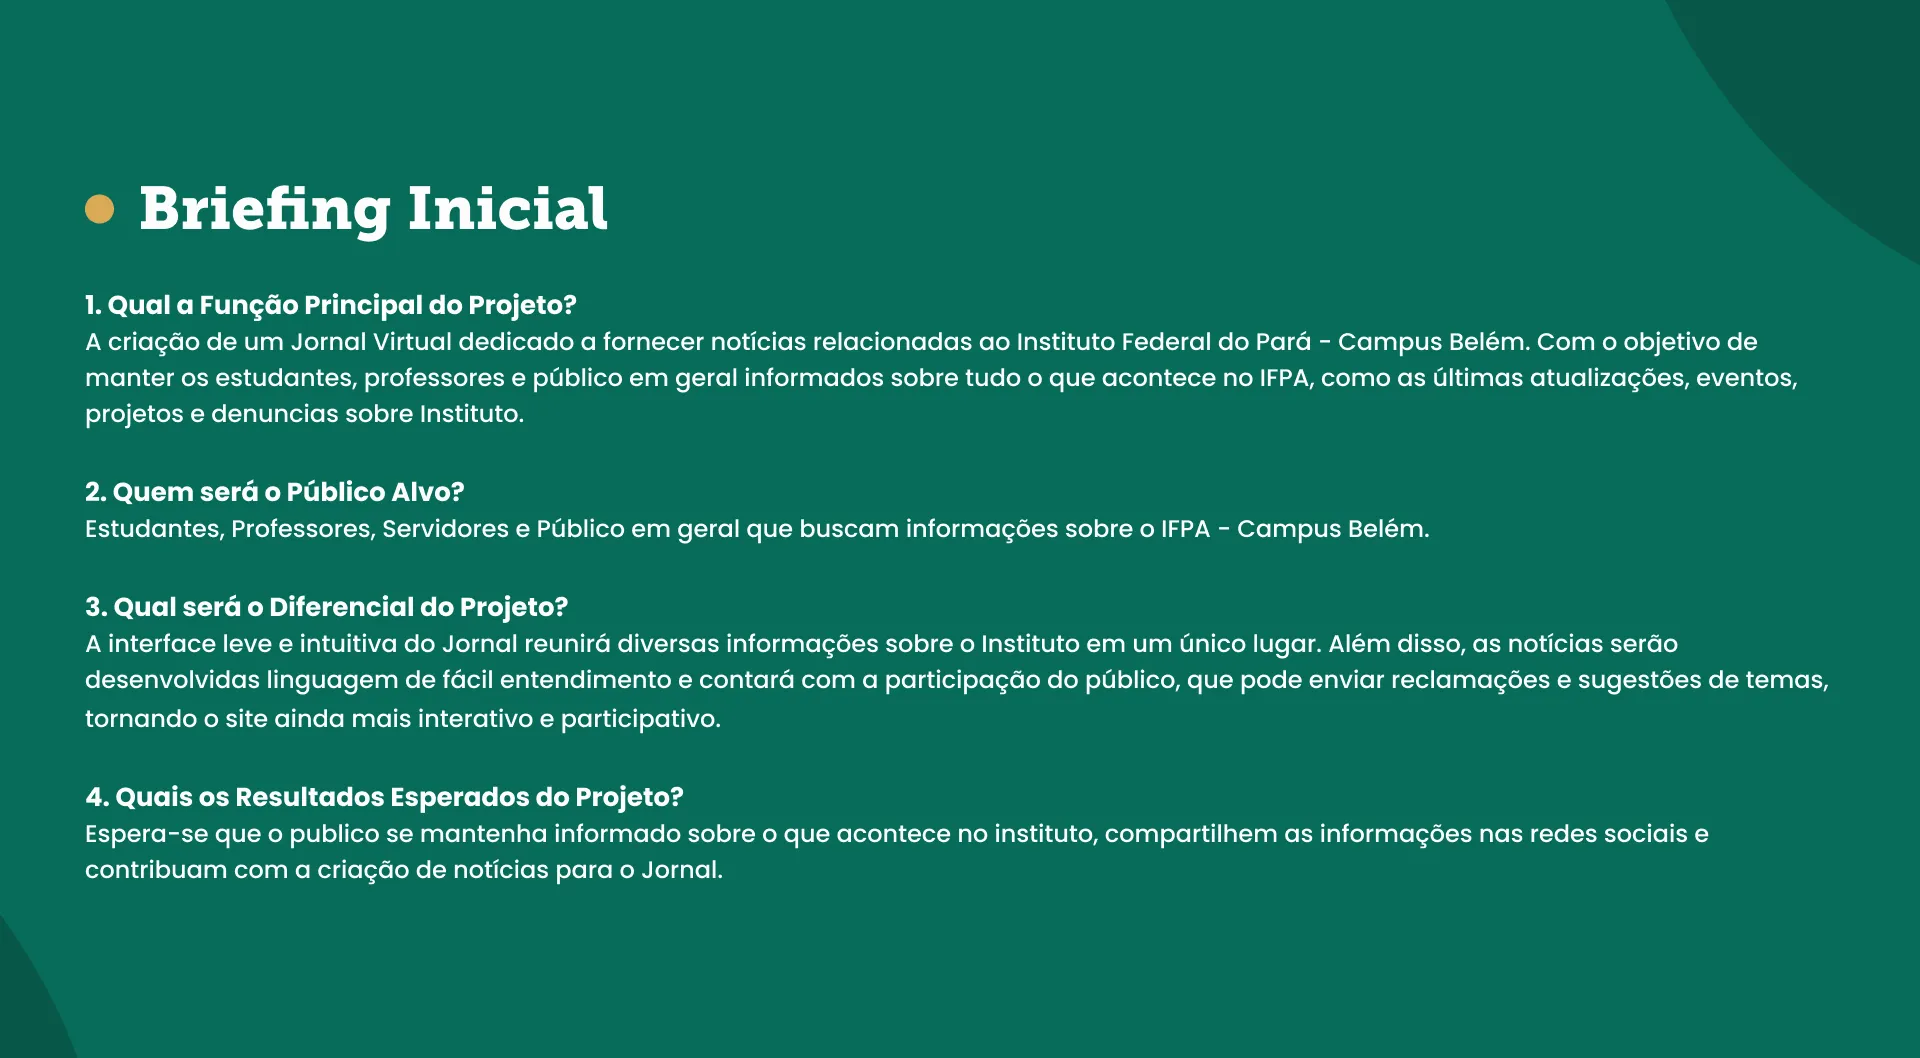 Briefing Inicial
1. Qual a Função Principal do Projeto?
A criação de um Jornal Virtual dedicado a fornecer notícias relacionadas ao Instituto Federal do Pará - Campus Belém. Com o objetivo de
manter os estudantes, professores e público em geral informados sobre tudo o que acontece no IFPA, como as últimas atualizações, eventos,
projetos e denuncias sobre Instituto.
2. Quem será o Público Alvo?
Estudantes, Professores, Servidores e Público em geral que buscam informações sobre o IFPA - Campus Belém.
3. Qual será o Diferencial do Projeto?
A interface leve e intuitiva do Jornal reunirá diversas informações sobre o Instituto em um único lugar. Além disso, as notícias serão
desenvolvidas linguagem de fácil entendimento e contará com a participação do público, que pode enviar reclamações e sugestões de temas,
tornando o site ainda mais interativo e participativo.
4. Quais os Resultados Esperados do Projeto?
Espera-se que o publico se mantenha informado sobre o que acontece no instituto, compartilhem as informações nas redes sociais e
contribuam com a criação de notícias para o Jornal.